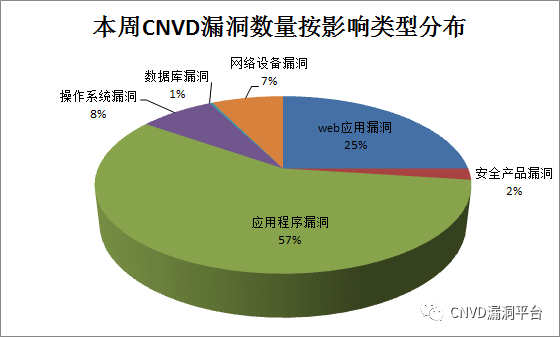 本周CNVD漏洞数量按影响类型分布
网络设备漏洞
7%
数据库漏洞
1%
操作系统漏洞
8%
web应用漏洞
25%
安全产品漏洞
2%
应用程序漏洞
57%
CNVD漏洞平台